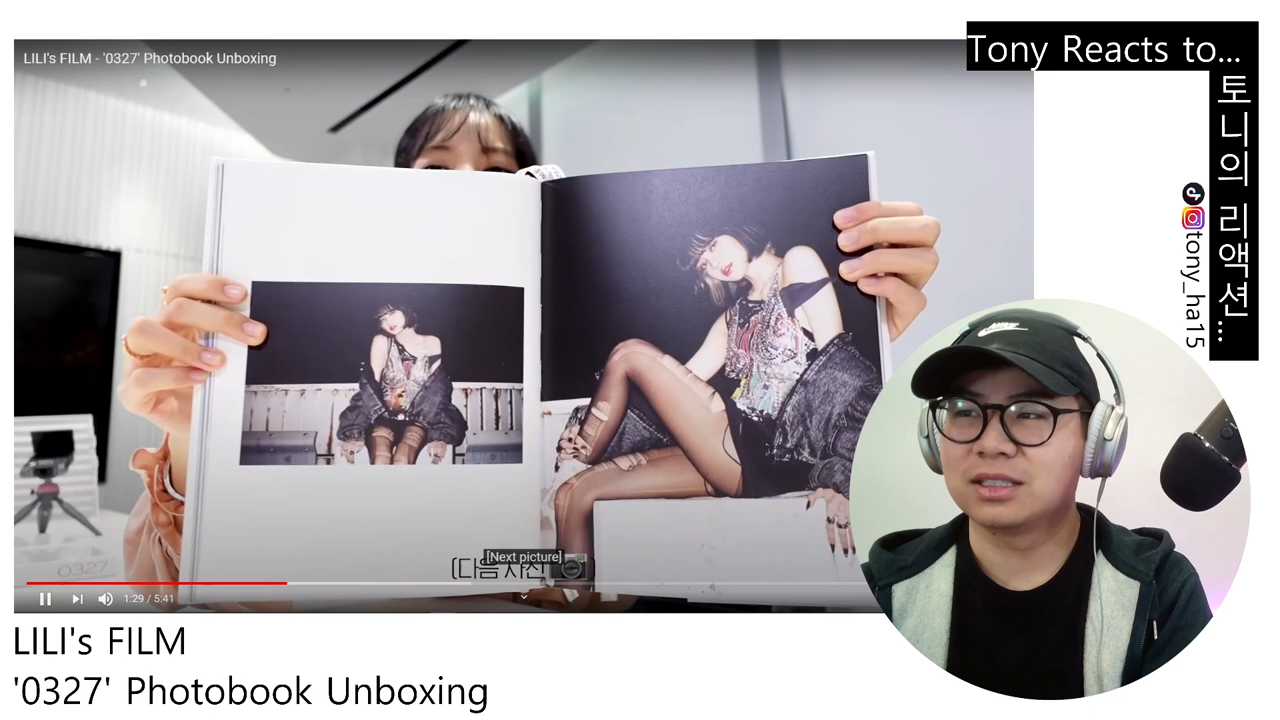 LILI's FILM - '0327' Photobook Unboxing
Tony Reacts to...
토니의 리액션...
tony_ha15
NIKE
0327
[Next picture]
(다음 사진 )
1:29 / 5:41
LILI's FILM
'0327' Photobook Unboxing